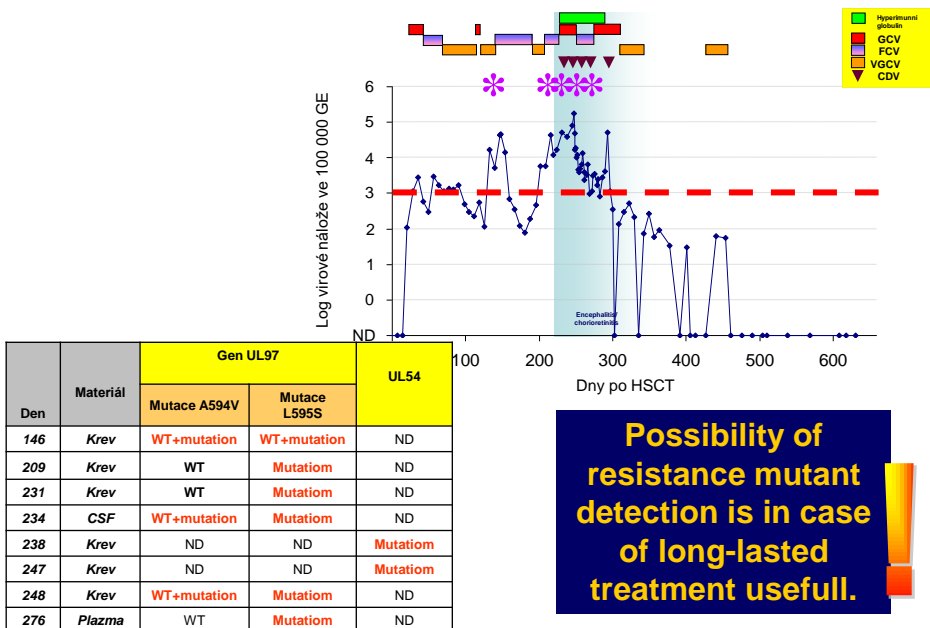 Hyperimunní
globulin
GCV
FCV
VGCV
CDV
Log virové nálože ve 100 000 GE
6
5
4
3
2
1
0
ND
Encephalitis/
chorioretinitis
100 200 300 400 500 600
Dny po HSCT
Den Materiál Gen UL97 UL54
Mutace A594V Mutace
L595S
146 Krev WT+mutation WT+mutation ND
209 Krev WT Mutatiom ND
231 Krev WT Mutatiom ND
234 CSF WT+mutation Mutatiom ND
238 Krev ND ND Mutatiom
247 Krev ND ND Mutatiom
248 Krev WT+mutation Mutatiom ND
276 Plazma WT Mutatiom ND
Possibility of
resistance mutant
detection is in case
of long-lasted
treatment usefull.
!